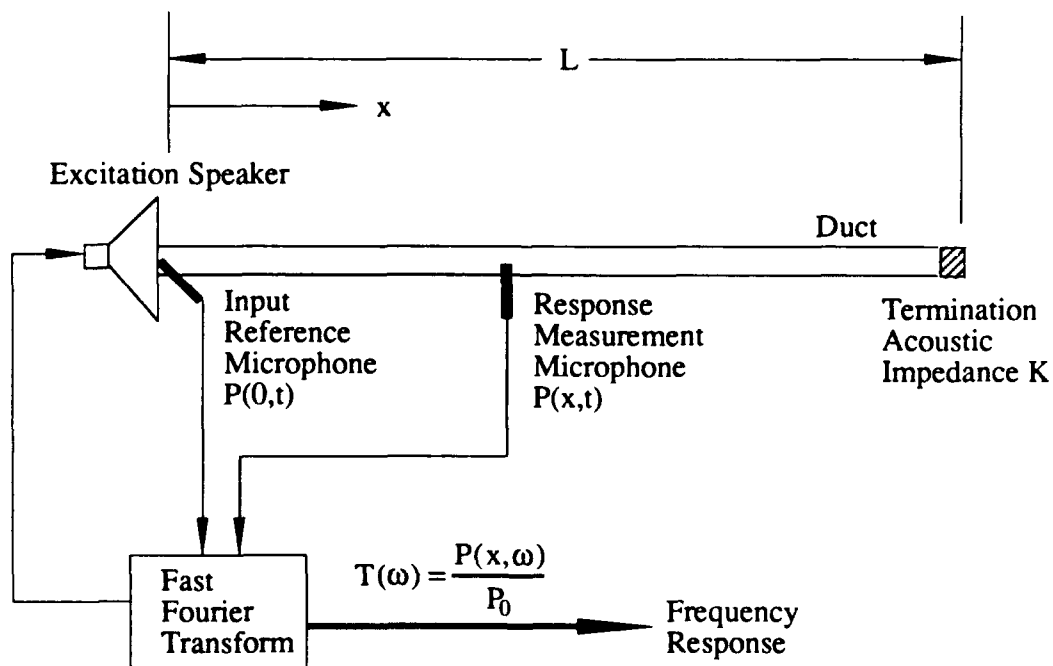 L
x
Excitation Speaker
Duct
Input
Reference
Microphone
P(0,t)
Response
Measurement
Microphone
P(x,t)
Termination
Acoustic
Impedance K
Fast
Fourier
Transform
T(ω) = P(x,ω) / P₀
Frequency
Response